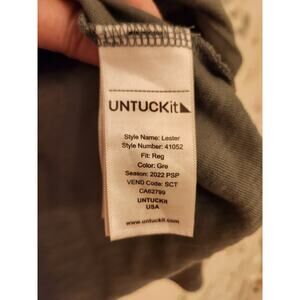 UNTUCKit
Style Name: Lester
Style Number: 41052
Fit: Reg
Color: Gre
Season: 2022 PSP
VEND Code: SCT
CA62799
UNTUCKit
USA
www.untuckit.com